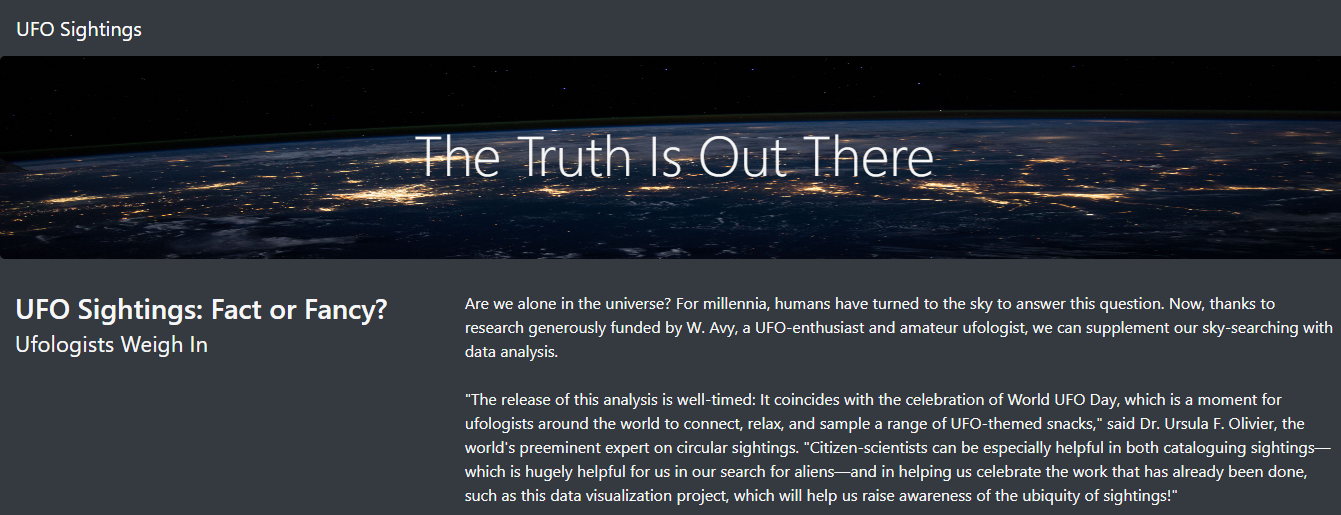 UFO Sightings
The Truth Is Out There
UFO Sightings: Fact or Fancy?
Ufologists Weigh In
Are we alone in the universe? For millennia, humans have turned to the sky to answer this question. Now, thanks to
research generously funded by W. Avy, a UFO-enthusiast and amateur ufologist, we can supplement our sky-searching with
data analysis.
"The release of this analysis is well-timed: It coincides with the celebration of World UFO Day, which is a moment for
ufologists around the world to connect, relax, and sample a range of UFO-themed snacks," said Dr. Ursula F. Olivier, the
world's preeminent expert on circular sightings. "Citizen-scientists can be especially helpful in both cataloguing sightings—
which is hugely helpful for us in our search for aliens—and in helping us celebrate the work that has already been done,
such as this data visualization project, which will help us raise awareness of the ubiquity of sightings!"